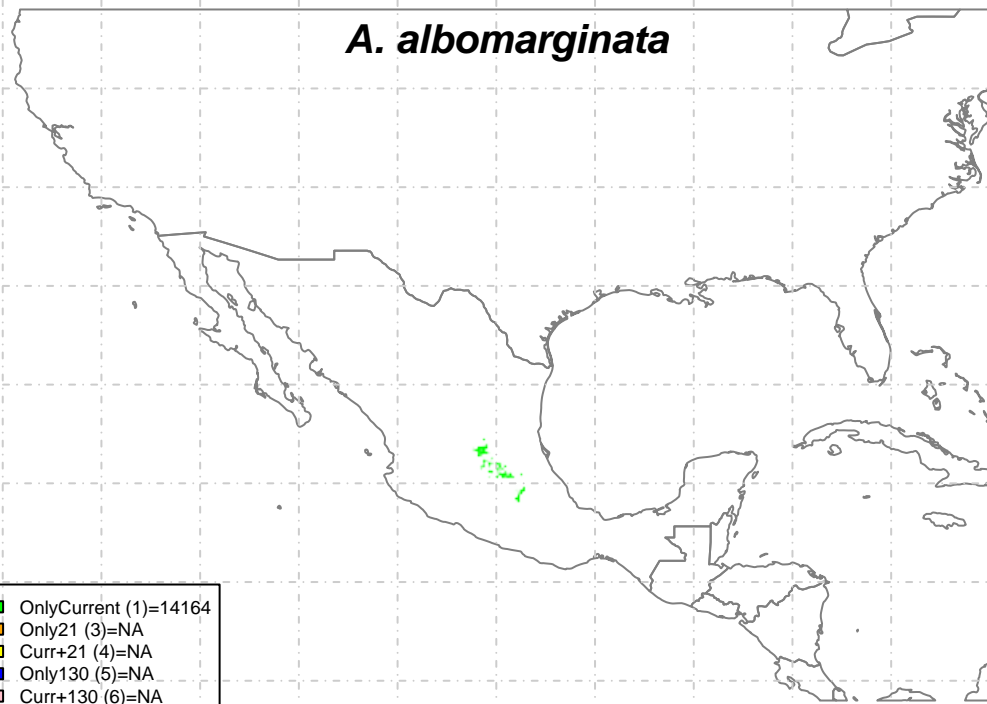 A. albomarginata
OnlyCurrent (1)=14164
Only21 (3)=NA
Curr+21 (4)=NA
Only130 (5)=NA
Curr+130 (6)=NA